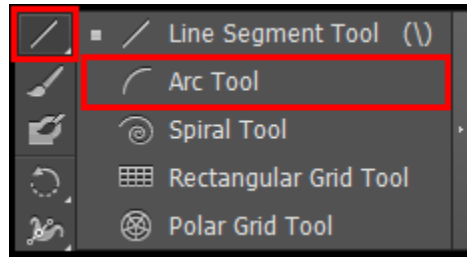 Line Segment Tool (\)
Arc Tool
Spiral Tool
Rectangular Grid Tool
Polar Grid Tool